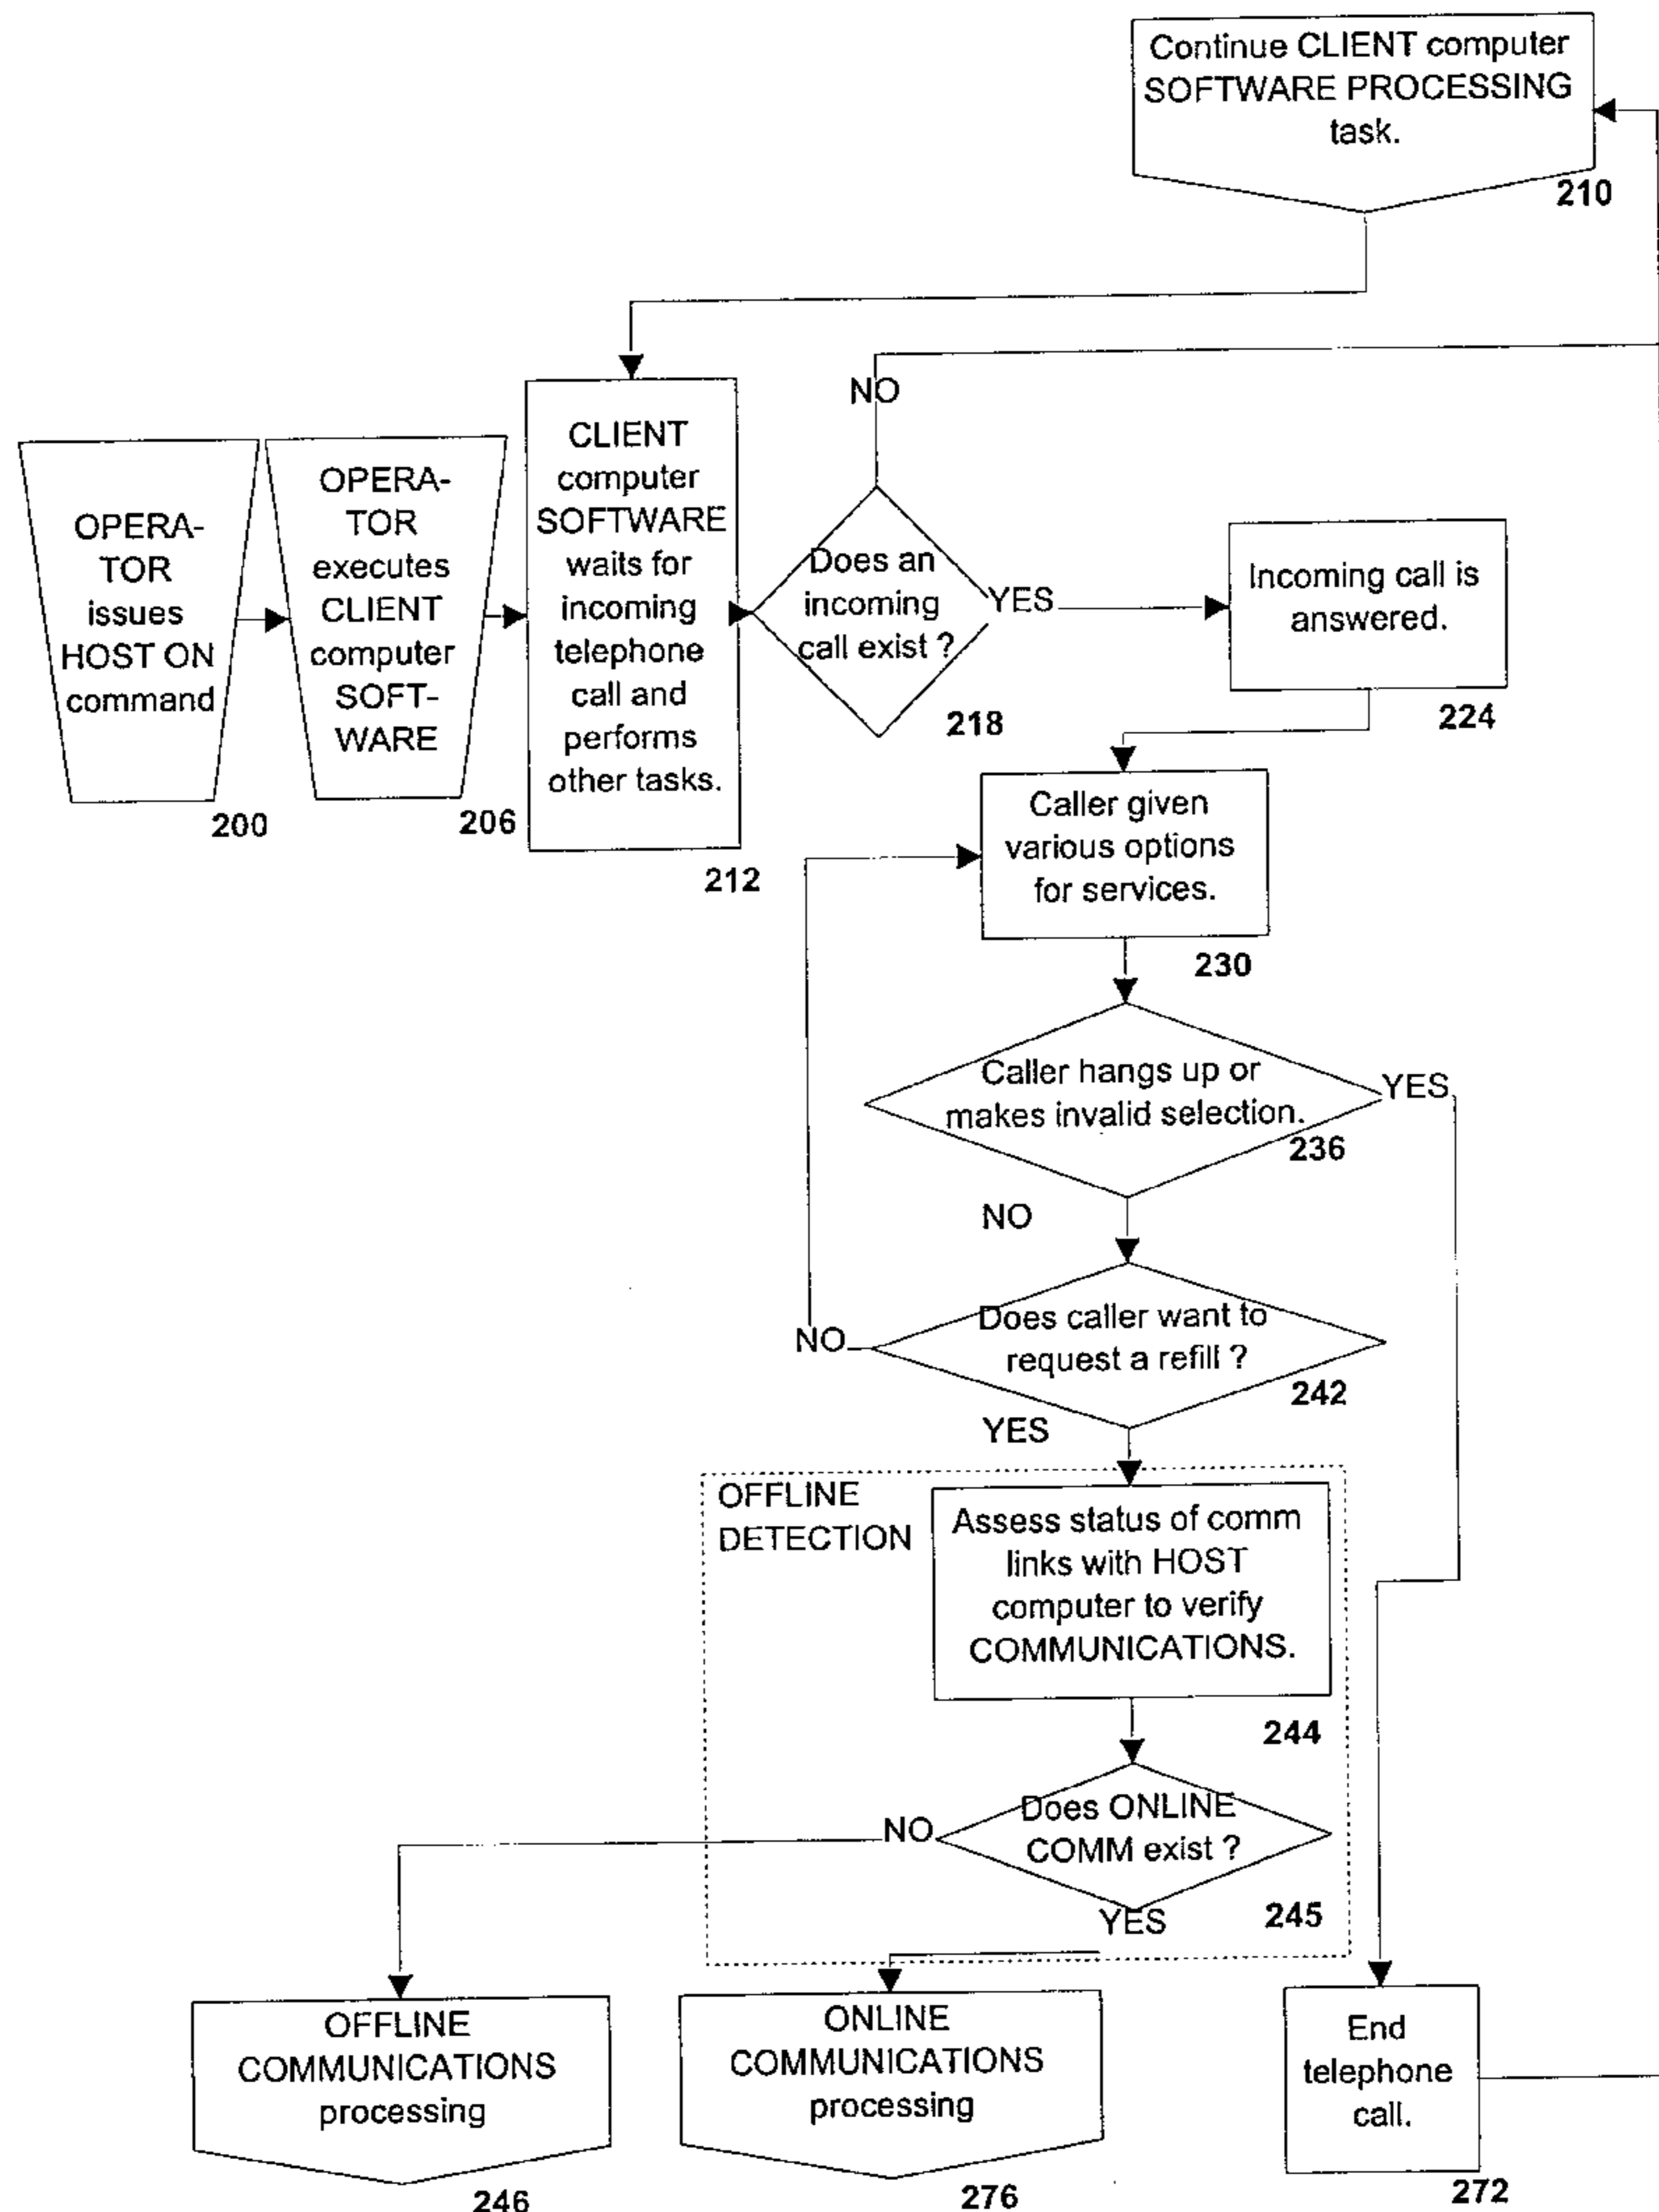 Continue CLIENT computer
SOFTWARE PROCESSING
task.
210
OPERA-
TOR
issues
HOST ON
command
200
OPERA-
TOR
executes
CLIENT
computer
SOFT-
WARE
206
CLIENT
computer
SOFTWARE
waits for
incoming
telephone
call and
performs
other tasks.
212
NO
Does an
incoming
call exist ?
YES
218
Incoming call is
answered.
224
Caller given
various options
for services.
230
Caller hangs up or
makes invalid selection.
YES
236
NO
Does caller want to
request a refill ?
NO
242
YES
OFFLINE
DETECTION
Assess status of comm
links with HOST
computer to verify
COMMUNICATIONS.
244
Does ONLINE
COMM exist ?
NO
YES
245
OFFLINE
COMMUNICATIONS
processing
246
ONLINE
COMMUNICATIONS
processing
276
End
telephone
call.
272